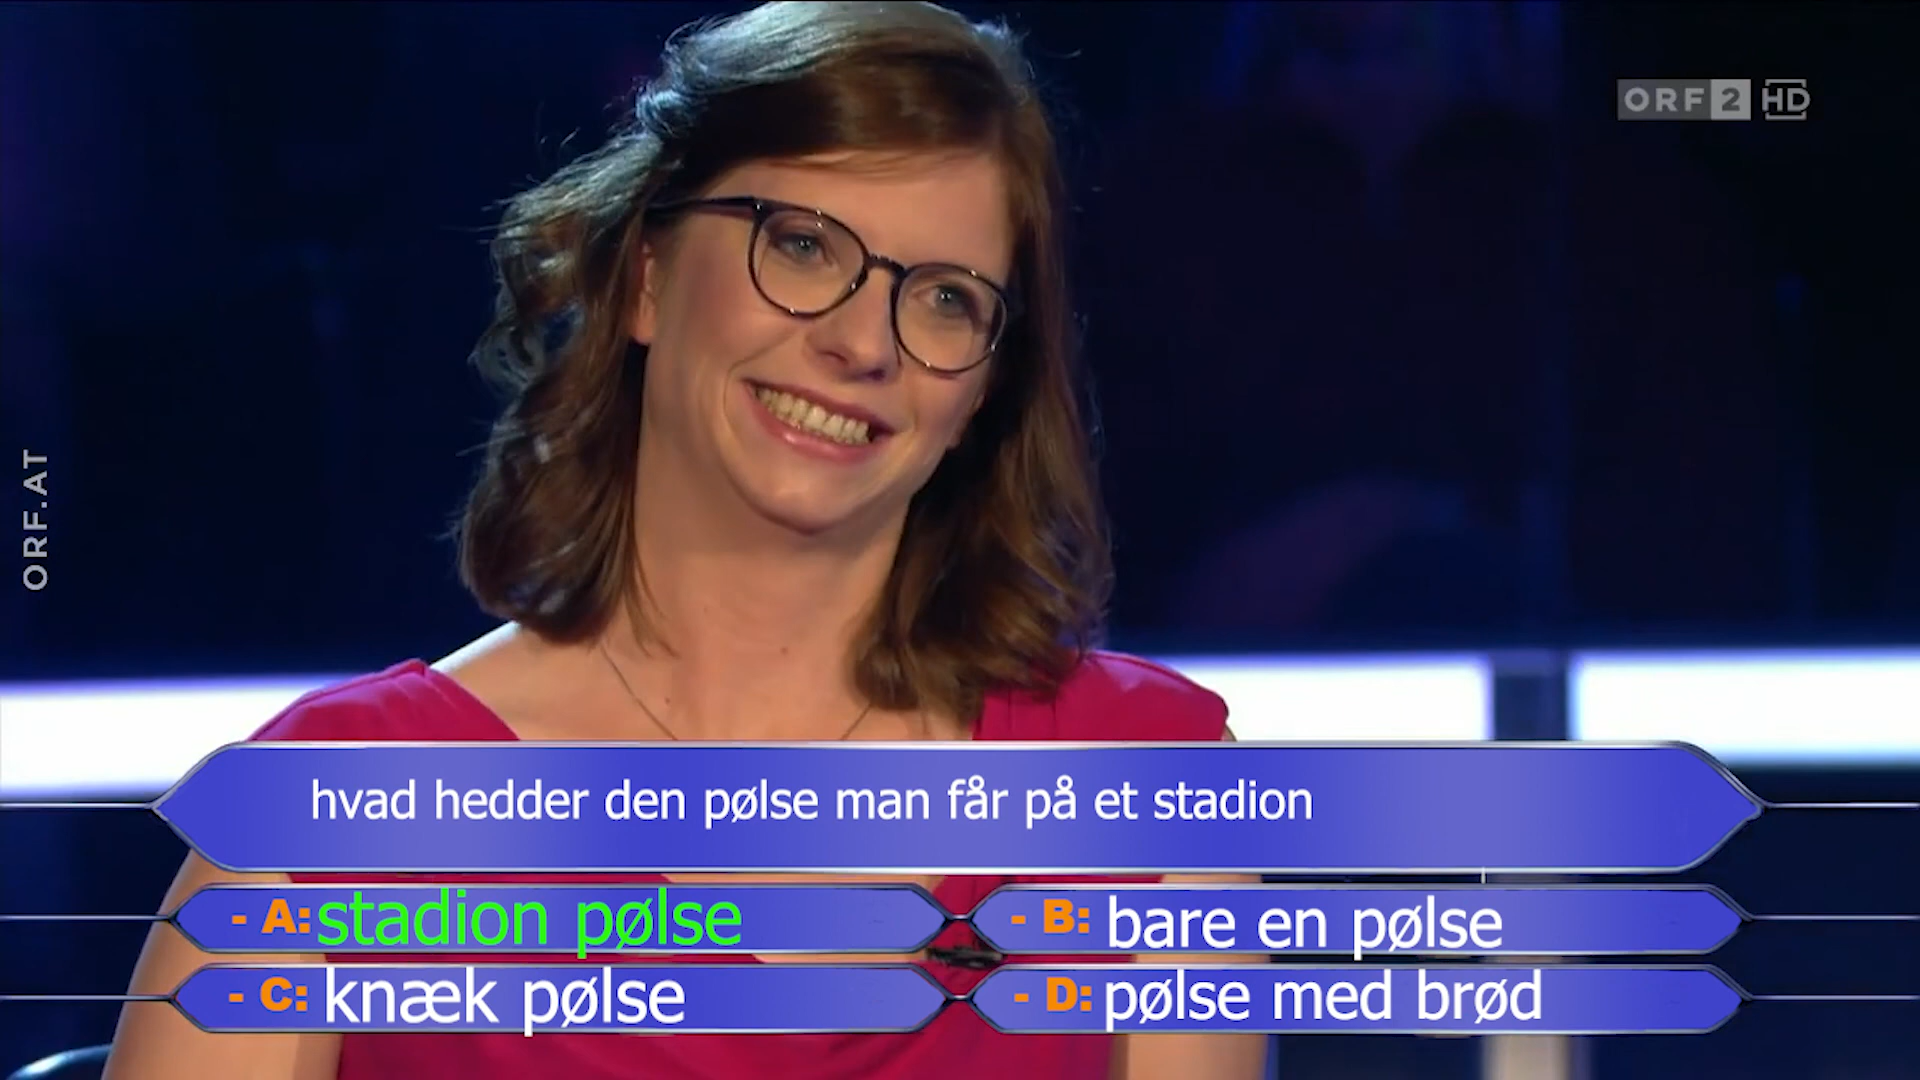 ORF 2 HD
ORF.AT
hvad hedder den pølse man får på et stadion
- A: stadion pølse
- B: bare en pølse
- C: knæk pølse
- D: pølse med brød